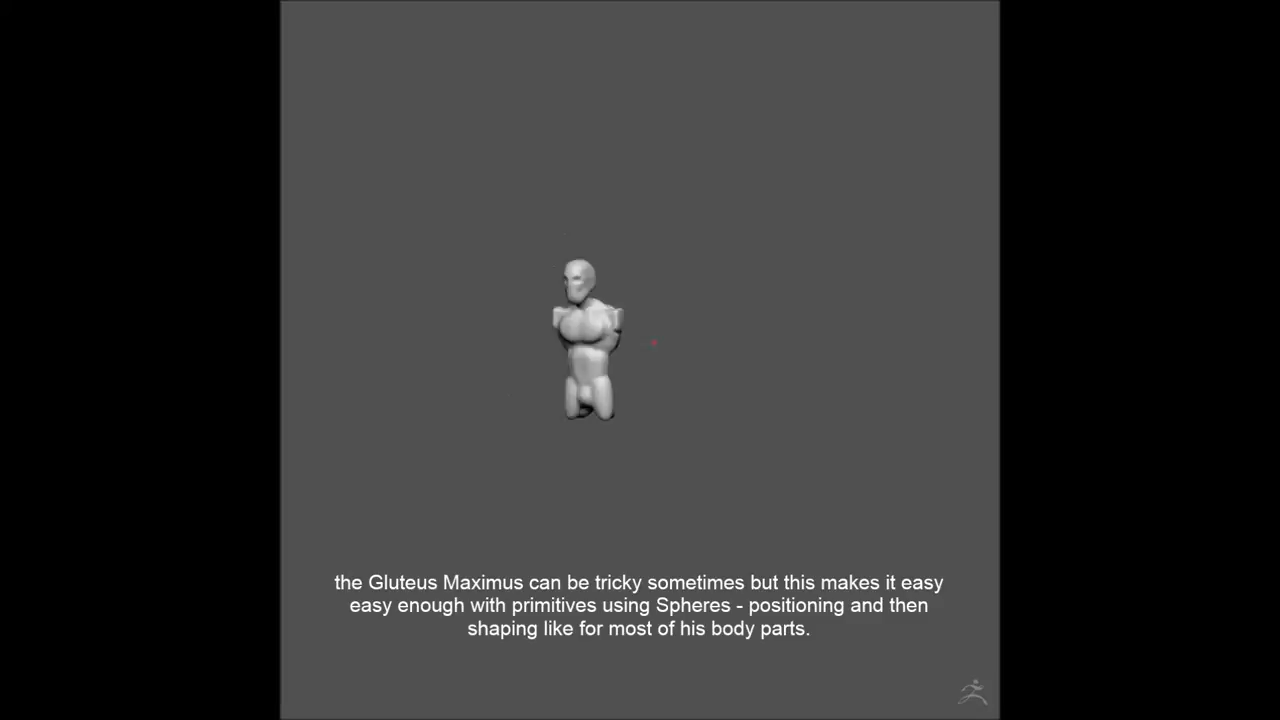 the Gluteus Maximus can be tricky sometimes but this makes it easy
easy enough with primitives using Spheres - positioning and then
shaping like for most of his body parts.